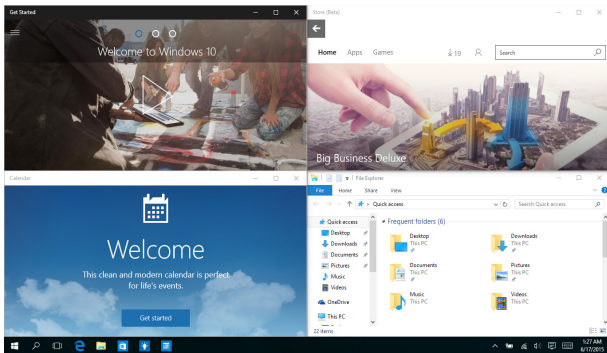 Get Started
Welcome to Windows 10
Store (Beta)
Home Apps Games
19
Search
Big Business Deluxe
Calendar
Welcome
This clean and modern calendar is perfect
for life's events.
Get started
File Explorer
File Home Share View
Quick access
Search Quick access
Quick access
Desktop
Downloads
Documents
Pictures
Music
Videos
OneDrive
This PC
Frequent folders (6)
Desktop
This PC
Downloads
This PC
Documents
This PC
Pictures
This PC
Music
This PC
Videos
This PC
22 items
5:27 AM
6/17/2015